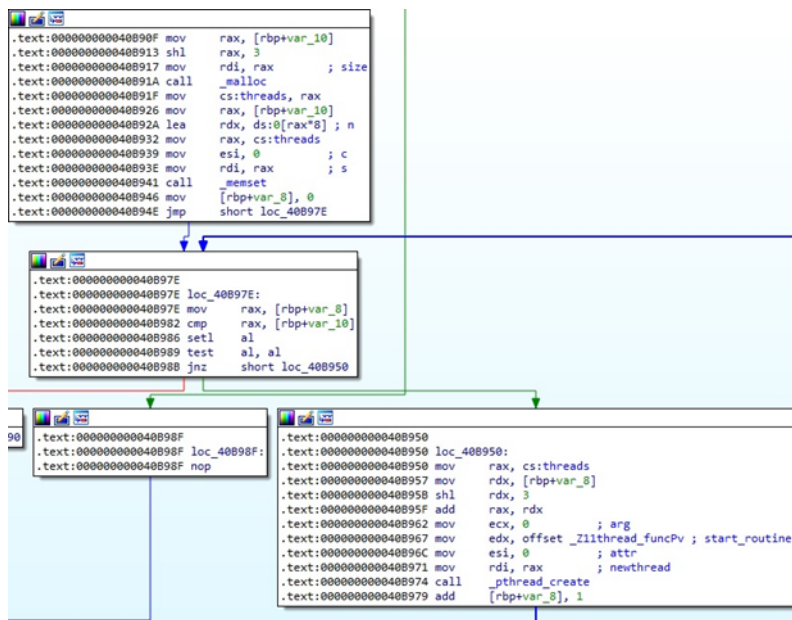 .text:000000000040B90F mov rax, [rbp+var_10]
.text:000000000040B913 shl rax, 3
.text:000000000040B917 mov rdi, rax ; size
.text:000000000040B91A call _malloc
.text:000000000040B91F mov cs:threads, rax
.text:000000000040B926 mov rax, [rbp+var_10]
.text:000000000040B92A lea rdx, ds:0[rax*8] ; n
.text:000000000040B932 mov rax, cs:threads
.text:000000000040B939 mov esi, 0 ; c
.text:000000000040B93E mov rdi, rax ; s
.text:000000000040B941 call _memset
.text:000000000040B946 mov [rbp+var_8], 0
.text:000000000040B94E jmp short loc_40B97E
.text:000000000040B97E
.text:000000000040B97E loc_40B97E:
.text:000000000040B97E mov rax, [rbp+var_8]
.text:000000000040B982 cmp rax, [rbp+var_10]
.text:000000000040B986 setl al
.text:000000000040B989 test al, al
.text:000000000040B98B jnz short loc_40B950
90
.text:000000000040B98F
.text:000000000040B98F loc_40B98F:
.text:000000000040B98F nop
.text:000000000040B950
.text:000000000040B950 loc_40B950:
.text:000000000040B950 mov rax, cs:threads
.text:000000000040B957 mov rdx, [rbp+var_8]
.text:000000000040B95B shl rdx, 3
.text:000000000040B95F add rax, rdx
.text:000000000040B962 mov ecx, 0 ; arg
.text:000000000040B967 mov edx, offset _Z11thread_funcPv ; start_routine
.text:000000000040B96C mov esi, 0 ; attr
.text:000000000040B971 mov rdi, rax ; newthread
.text:000000000040B974 call _pthread_create
.text:000000000040B979 add [rbp+var_8], 1